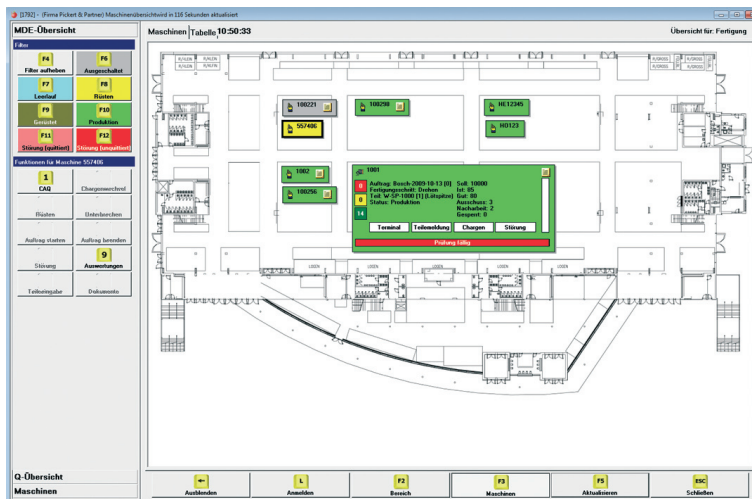 [1792] - (Firma Pickert & Partner) Maschinenübersicht wird in 116 Sekunden aktualisiert
MDE-Übersicht
Filter
F4
Filter aufheben
F6
Ausgeschaltet
F7
Leerlauf
F8
Rüsten
F9
Gerüstet
F10
Produktion
F11
Störung (quittiert)
F12
Störung (unquittiert)
Funktionen für Maschine 557406
1
CAQ
Chargenwechsel
Rüsten
Unterbrechen
Auftrag starten
Auftrag beenden
Störung
9
Auswertungen
Teileeingabe
Dokumente
Q-Übersicht
Maschinen
Maschinen
Tabelle
10:50:33
Übersicht für: Fertigung
100221
557406
100298
HE12345
HO123
1002
100256
1001
0
0
14
Auftrag: Bosch-2009-10-13 [0]
Fertigungsschritt: Drehen
Teil: W-SP-1000 [1] (Lötspitze)
Status: Produktion
Soll: 10000
Ist: 85
Gut: 80
Ausschuss: 3
Nacharbeit: 2
Gesperrt: 0
Terminal
Teilemeldung
Chargen
Störung
Prüfung fällig
LOGEN
LOGEN
LOGEN
LOGEN
←
Ausblenden
L
Anmelden
F2
Bereich
F3
Maschinen
F5
Aktualisieren
ESC
Schließen